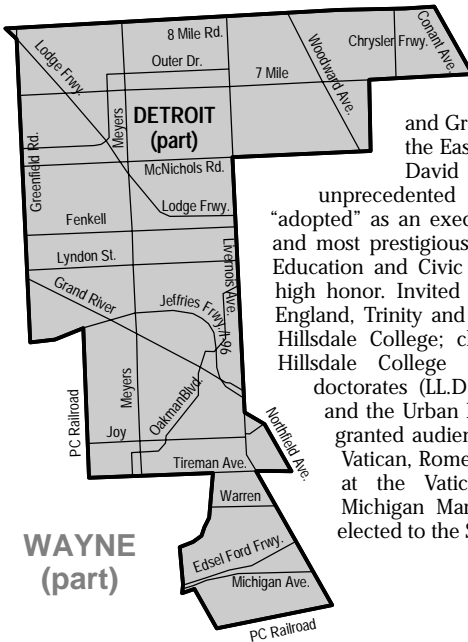 8 Mile Rd.
Outer Dr.
7 Mile
Lodge Frwy.
Woodward Ave.
Chrysler Frwy.
Conant Ave.
Greenfield Rd.
Meyers
DETROIT
(part)
McNichols Rd.
Lodge Frwy.
Fenkell
Lyndon St.
Livernois Ave.
Grand River
Jeffries Frwy./I-96
Meyers
OakmanBlvd.
PC Railroad
Joy
Northfield Ave.
Tireman Ave.
Warren
WAYNE
(part)
Edsel Ford Frwy.
Michigan Ave.
PC Railroad
and Gr
the Eas
David
unprecedented
“adopted” as an exec
and most prestigious
Education and Civic
high honor. Invited
England, Trinity and
Hillsdale College; cl
Hillsdale College
doctorates (LL.D
and the Urban
granted audien
Vatican, Rome
at the Vatic
Michigan Mar
elected to the S